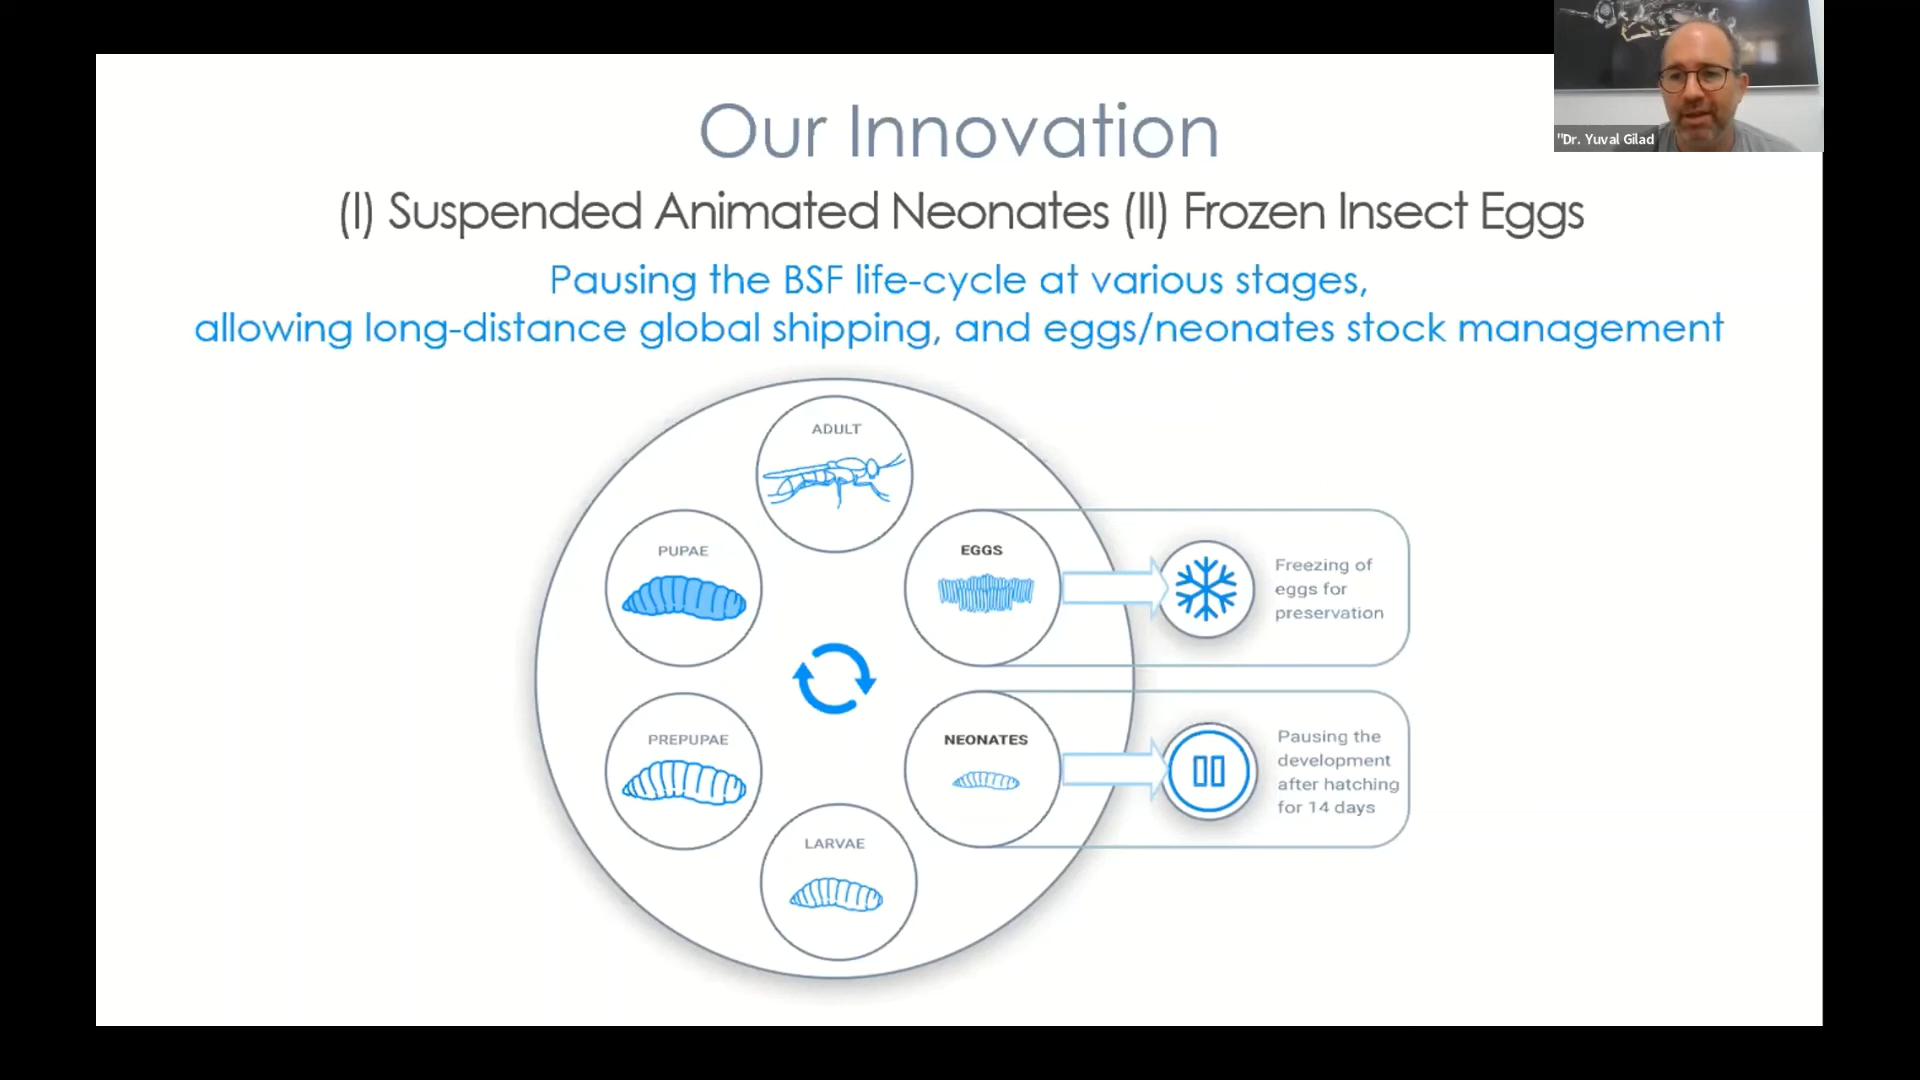 Our Innovation
(I) Suspended Animated Neonates (II) Frozen Insect Eggs
Pausing the BSF life-cycle at various stages,
allowing long-distance global shipping, and eggs/neonates stock management
"Dr. Yuval Gilad
ADULT
PUPAE
EGGS
Freezing of
eggs for
preservation
PREPUPAE
NEONATES
Pausing the
development
after hatching
for 14 days
LARVAE